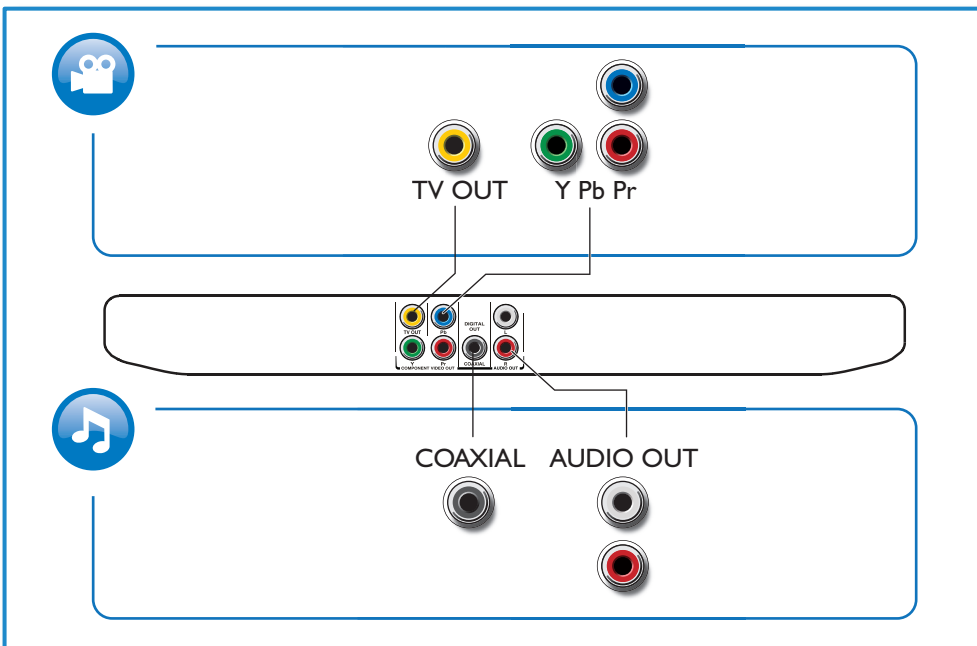 TV OUT
Y Pb Pr
TV OUT
Pb
DIGITAL
OUT
L
Y
Pr
COAXIAL
R
COMPONENT VIDEO OUT
AUDIO OUT
COAXIAL
AUDIO OUT